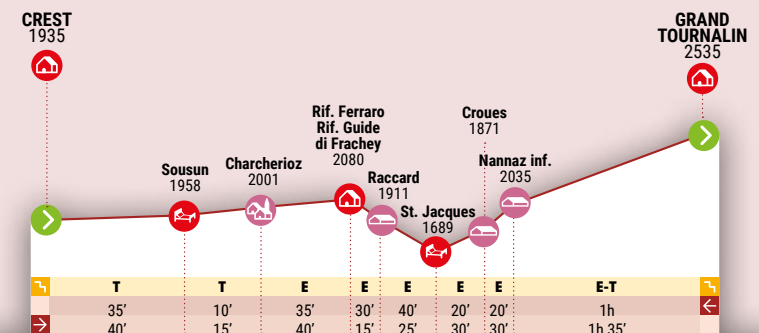 CREST
1935
GRAND
TOURNALIN
2535
Rif. Ferraro
Rif. Guide
di Frachey
2080
Croues
1871
Sousun
1958
Charcherioz
2001
Nannaz inf.
2035
Raccard
1911
St. Jacques
1689
T T E E E E E E-T
35’ 10’ 35’ 30’ 40’ 20’ 20’ 1h
40’ 15’ 40’ 15’ 25’ 30’ 30’ 1h 35’